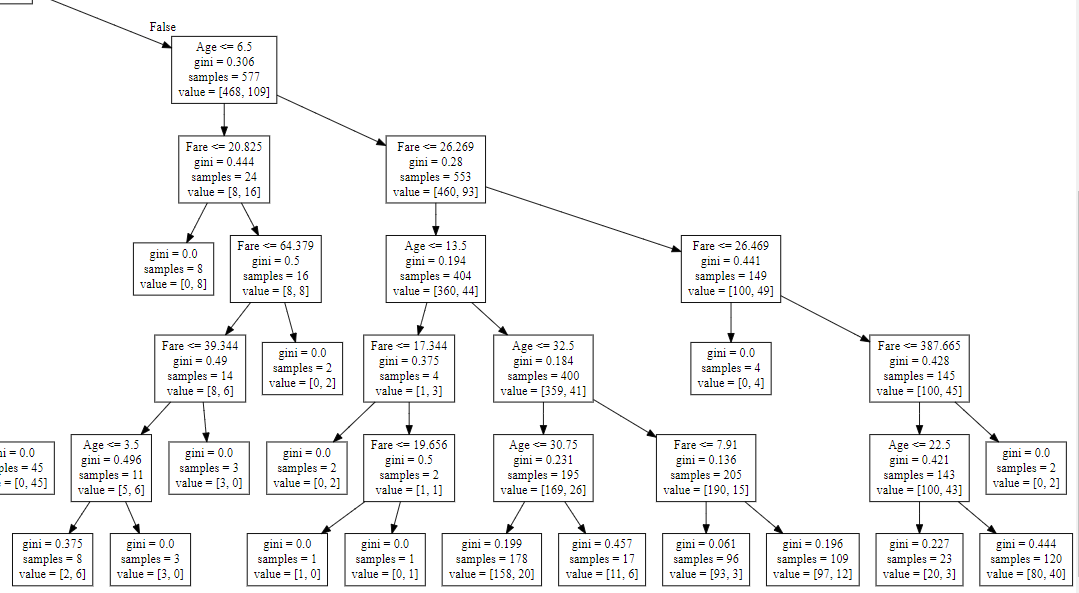 False
Age <= 6.5
gini = 0.306
samples = 577
value = [468, 109]
Fare <= 20.825
gini = 0.444
samples = 24
value = [8, 16]
Fare <= 26.269
gini = 0.28
samples = 553
value = [460, 93]
gini = 0.0
samples = 8
value = [0, 8]
Fare <= 64.379
gini = 0.5
samples = 16
value = [8, 8]
Age <= 13.5
gini = 0.194
samples = 404
value = [360, 44]
Fare <= 26.469
gini = 0.441
samples = 149
value = [100, 49]
Fare <= 39.344
gini = 0.49
samples = 14
value = [8, 6]
gini = 0.0
samples = 2
value = [0, 2]
Fare <= 17.344
gini = 0.375
samples = 4
value = [1, 3]
Age <= 32.5
gini = 0.184
samples = 400
value = [359, 41]
gini = 0.0
samples = 4
value = [0, 4]
Fare <= 387.665
gini = 0.428
samples = 145
value = [100, 45]
ni = 0.0
ples = 45
= [0, 45]
Age <= 3.5
gini = 0.496
samples = 11
value = [5, 6]
gini = 0.0
samples = 3
value = [3, 0]
gini = 0.0
samples = 2
value = [0, 2]
Fare <= 19.656
gini = 0.5
samples = 2
value = [1, 1]
Age <= 30.75
gini = 0.231
samples = 195
value = [169, 26]
Fare <= 7.91
gini = 0.136
samples = 205
value = [190, 15]
Age <= 22.5
gini = 0.421
samples = 143
value = [100, 43]
gini = 0.0
samples = 2
value = [0, 2]
gini = 0.375
samples = 8
value = [2, 6]
gini = 0.0
samples = 3
value = [3, 0]
gini = 0.0
samples = 1
value = [1, 0]
gini = 0.0
samples = 1
value = [0, 1]
gini = 0.199
samples = 178
value = [158, 20]
gini = 0.457
samples = 17
value = [11, 6]
gini = 0.061
samples = 96
value = [93, 3]
gini = 0.196
samples = 109
value = [97, 12]
gini = 0.227
samples = 23
value = [20, 3]
gini = 0.444
samples = 120
value = [80, 40]